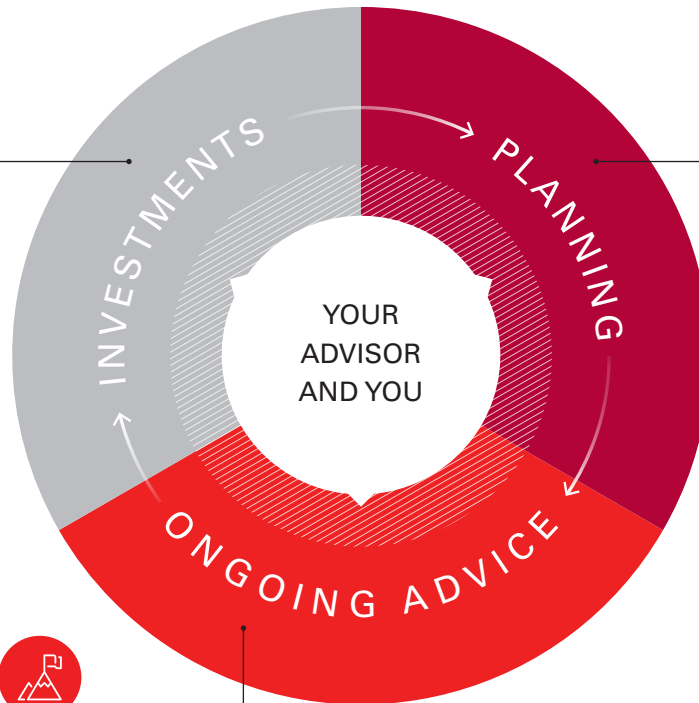 INVESTMENTS
PLANNING
YOUR
ADVISOR
AND YOU
ONGOING ADVICE